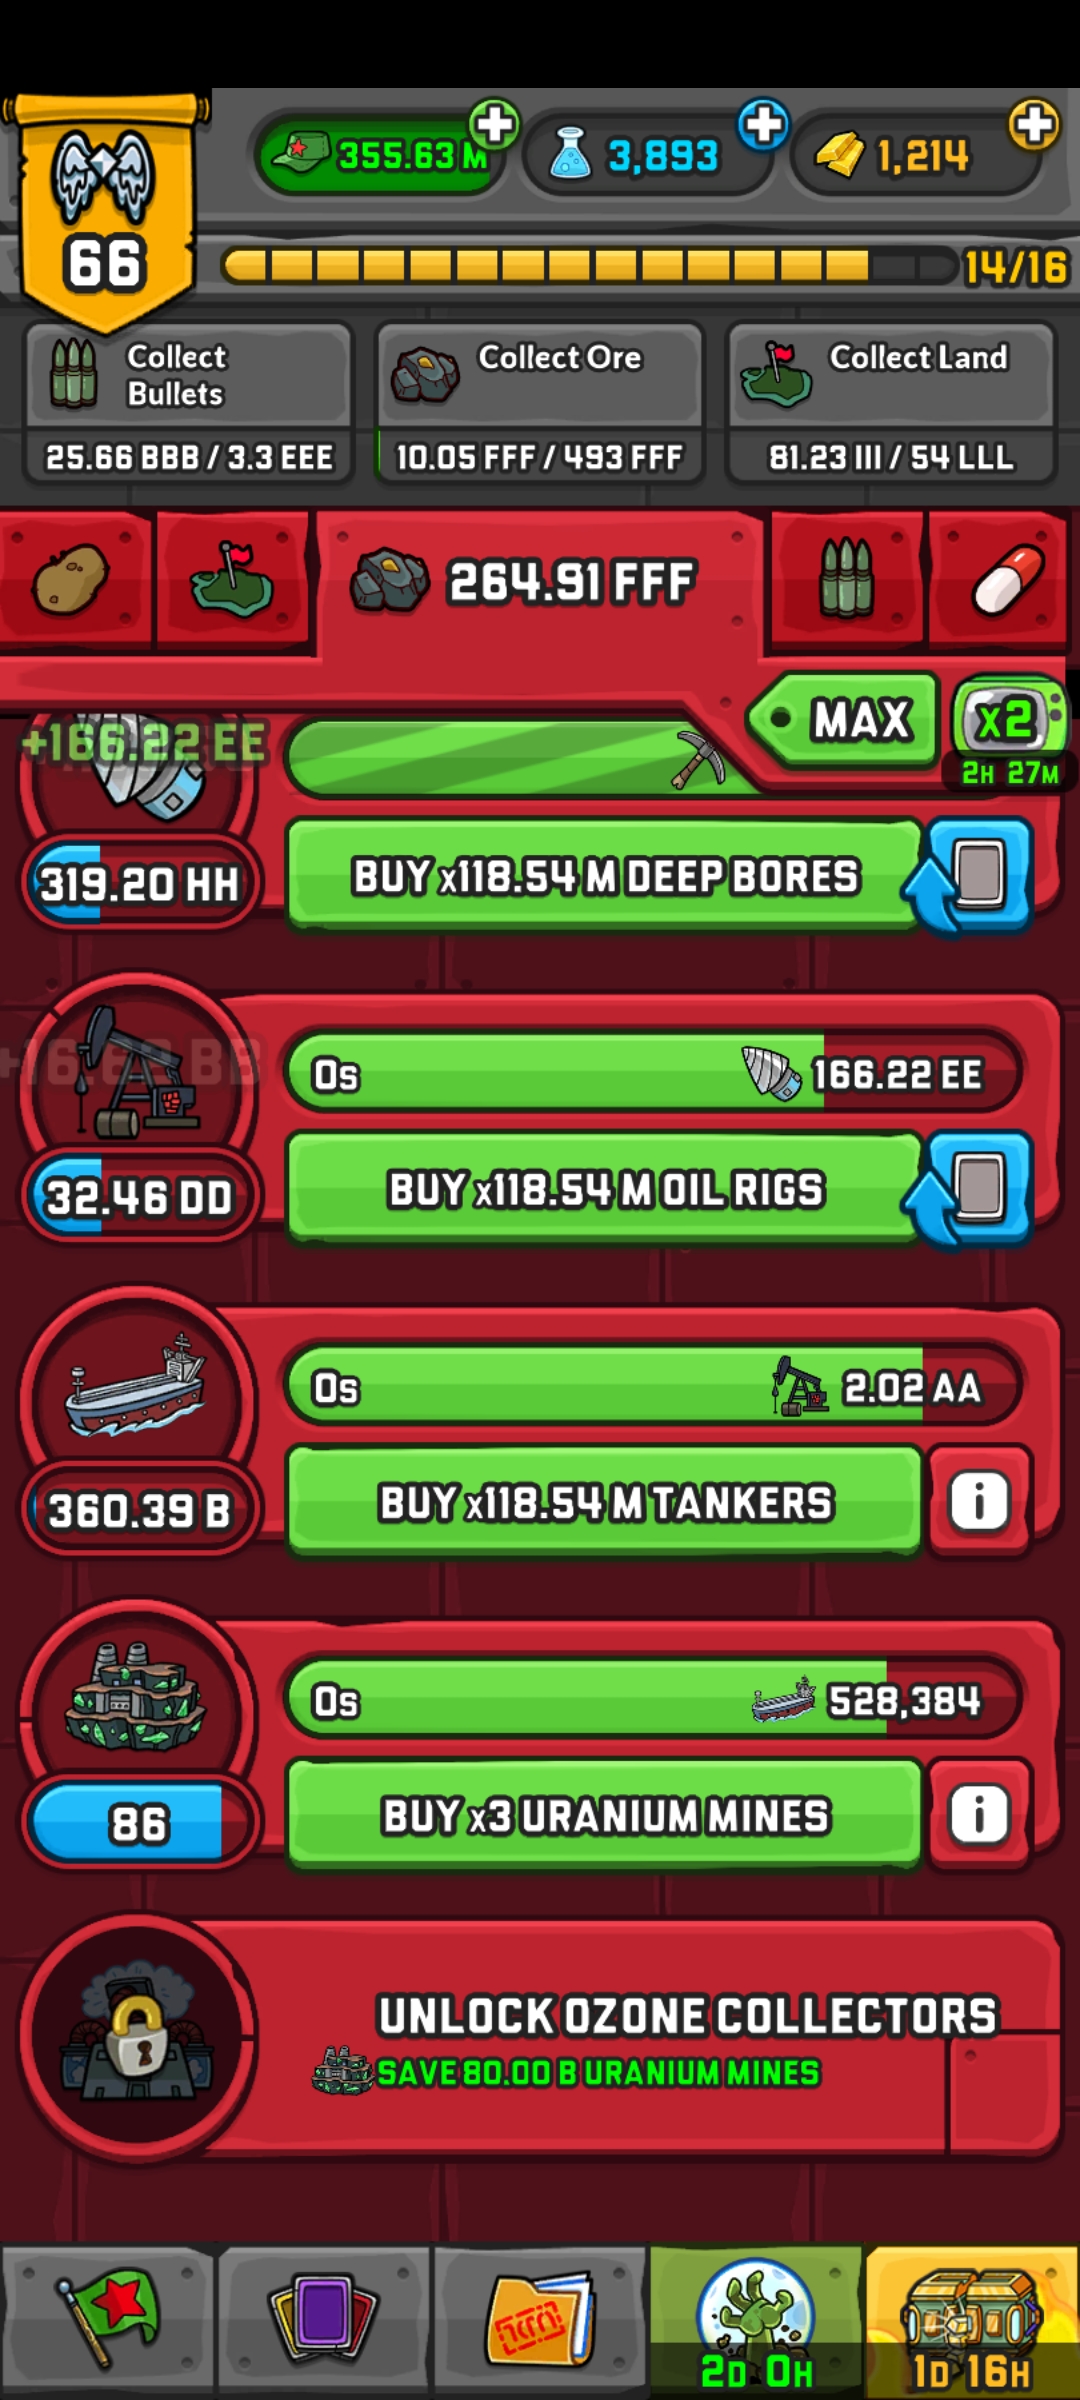 66
355.63 M
3,893
1,214
14/16
Collect Bullets
25.66 BBB / 3.3 EEE
Collect Ore
10.05 FFF / 493 FFF
Collect Land
81.23 III / 54 LLL
264.91 FFF
MAX
x2
2H 27M
+166.22 EE
319.20 HH
BUY x118.54 M DEEP BORES
+16.62 BB
0s
166.22 EE
32.46 DD
BUY x118.54 M OIL RIGS
0s
2.02 AA
360.39 B
BUY x118.54 M TANKERS
i
0s
528,384
86
BUY x3 URANIUM MINES
i
UNLOCK OZONE COLLECTORS
SAVE 80.00 B URANIUM MINES
2D 0H
1D 16H